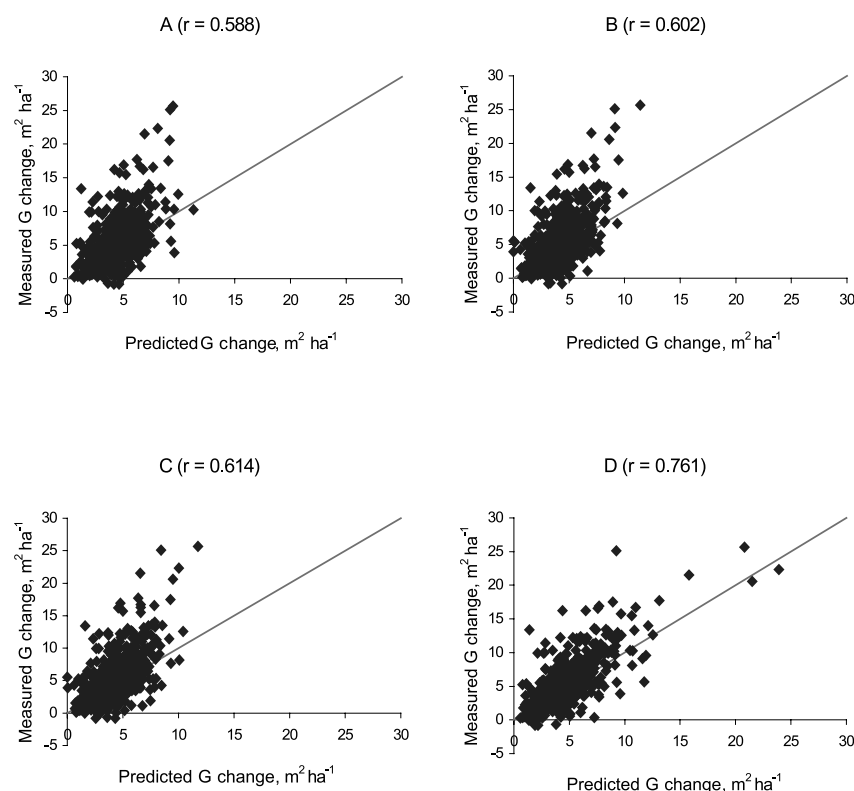 A (r = 0.588)
Measured G change, m² ha⁻¹
30
25
20
15
10
5
0
-5
0 5 10 15 20 25 30
Predicted G change, m² ha⁻¹
B (r = 0.602)
Measured G change, m² ha⁻¹
30
25
20
15
10
5
0
-5
0 5 10 15 20 25 30
Predicted G change, m² ha⁻¹
C (r = 0.614)
Measured G change, m² ha⁻¹
30
25
20
15
10
5
0
-5
0 5 10 15 20 25 30
Predicted G change, m² ha⁻¹
D (r = 0.761)
Measured G change, m² ha⁻¹
30
25
20
15
10
5
0
-5
0 5 10 15 20 25 30
Predicted G change, m² ha⁻¹